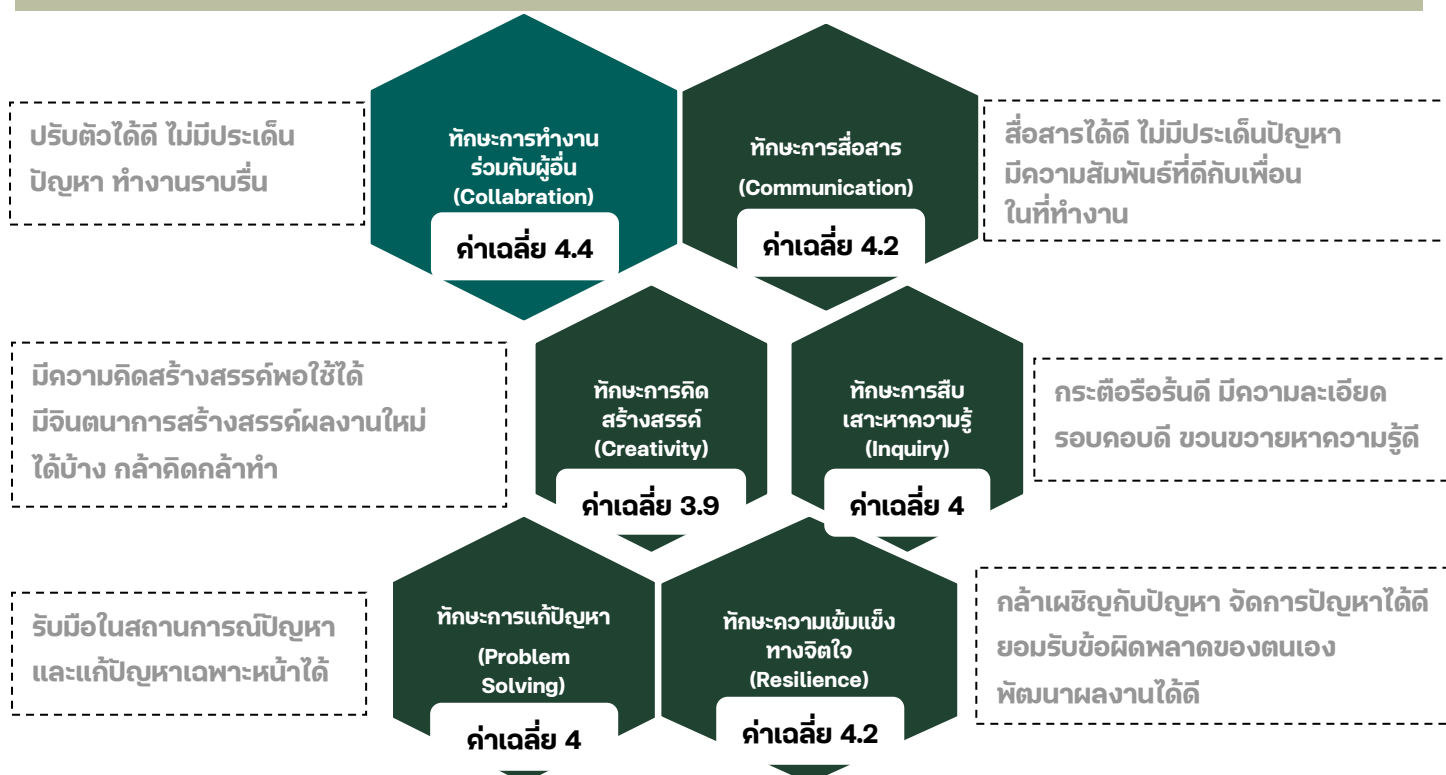 ปรับตัวได้ดี ไม่มีประเด็น
ปัญหา ทำงานราบรื่น
ทักษะการทำงาน
ร่วมกับผู้อื่น
(Collabration)
ค่าเฉลี่ย 4.4
ทักษะการสื่อสาร
(Communication)
ค่าเฉลี่ย 4.2
สื่อสารได้ดี ไม่มีประเด็นปัญหา
มีความสัมพันธ์ที่ดีกับเพื่อน
ในที่ทำงาน
มีความคิดสร้างสรรค์พอใช้ได้
มีจินตนาการสร้างสรรค์ผลงานใหม่
ได้บ้าง กล้าคิดกล้าทำ
ทักษะการคิด
สร้างสรรค์
(Creativity)
ค่าเฉลี่ย 3.9
ทักษะการสืบ
เสาะหาความรู้
(Inquiry)
ค่าเฉลี่ย 4
กระตือรือร้นดี มีความละเอียด
รอบคอบดี ขวนขวายหาความรู้ดี
รับมือในสถานการณ์ปัญหา
และแก้ปัญหาเฉพาะหน้าได้
ทักษะการแก้ปัญหา
(Problem
Solving)
ค่าเฉลี่ย 4
ทักษะความเข้มแข็ง
ทางจิตใจ
(Resilience)
ค่าเฉลี่ย 4.2
กล้าเผชิญกับปัญหา จัดการปัญหาได้ดี
ยอมรับข้อผิดพลาดของตนเอง
พัฒนาผลงานได้ดี